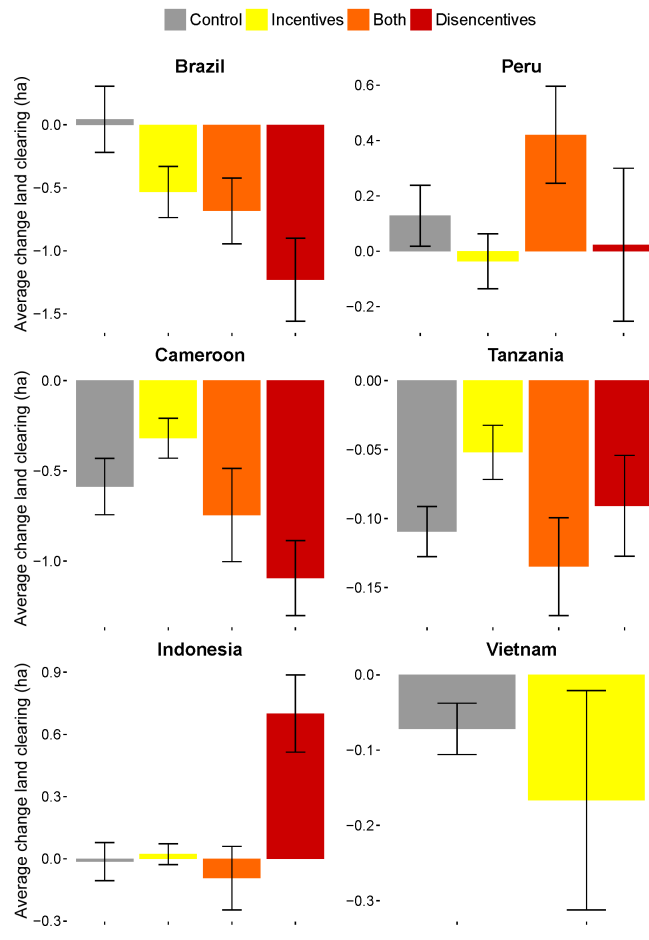 Control Incentives Both Disencentives
Brazil
Average change land clearing (ha)
0.0
−0.5
−1.0
−1.5
Peru
0.6
0.4
0.2
0.0
−0.2
Cameroon
Average change land clearing (ha)
0.0
−0.5
−1.0
Tanzania
0.00
−0.05
−0.10
−0.15
Indonesia
Average change land clearing (ha)
0.9
0.6
0.3
0.0
−0.3
Vietnam
0.0
−0.1
−0.2
−0.3